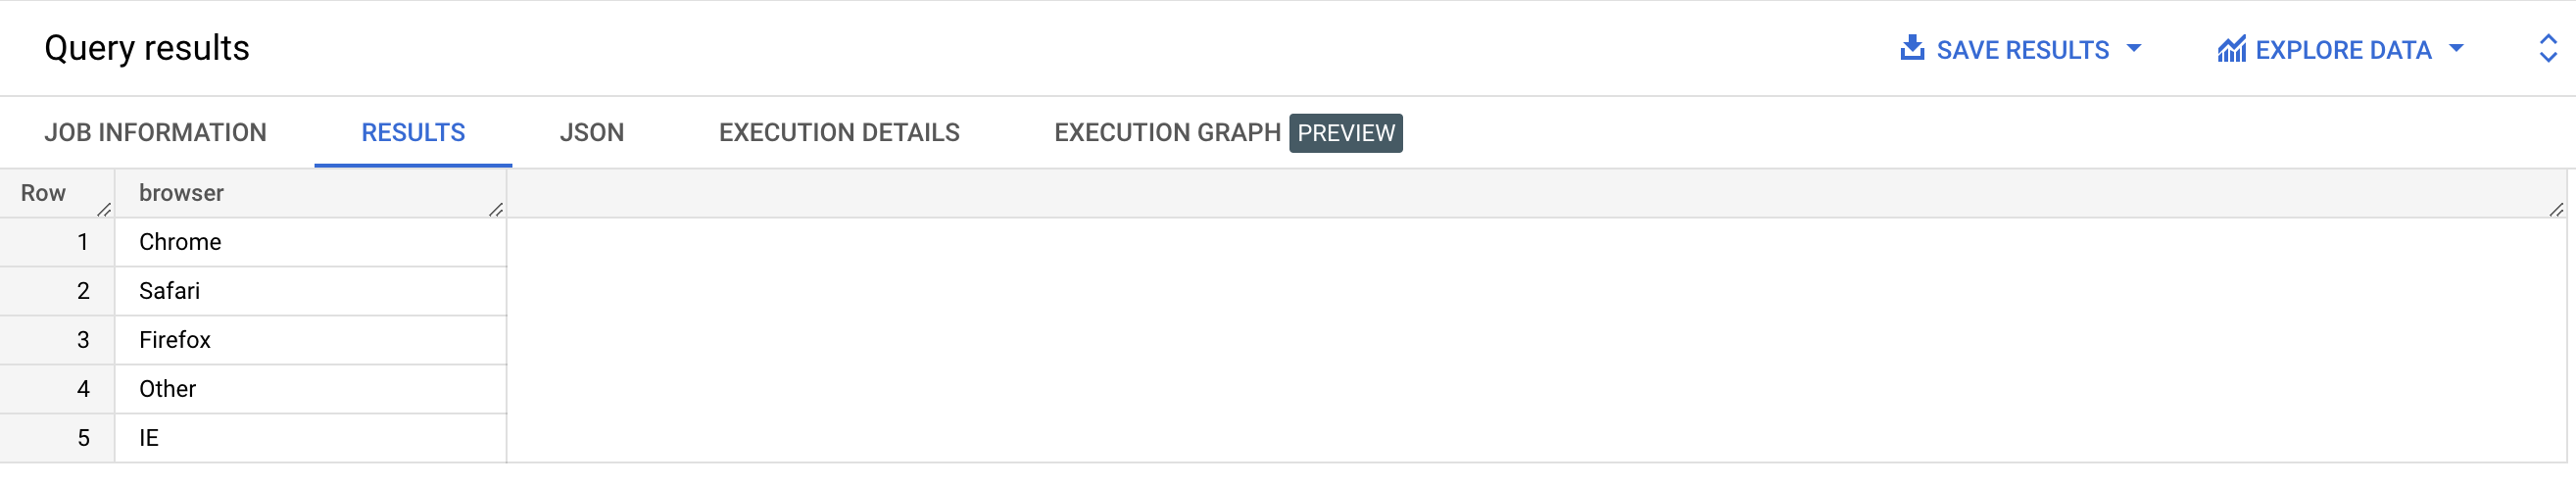 Query results
SAVE RESULTS
EXPLORE DATA
JOB INFORMATION RESULTS JSON EXECUTION DETAILS EXECUTION GRAPH PREVIEW
Row browser
1 Chrome
2 Safari
3 Firefox
4 Other
5 IE